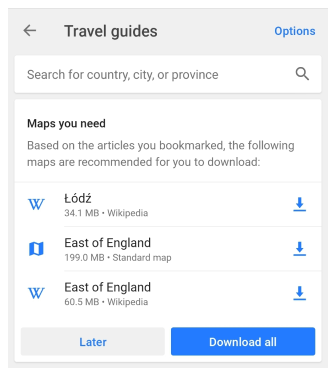 Travel guides
Options
Search for country, city, or province
Maps you need
Based on the articles you bookmarked, the following
maps are recommended for you to download:
W
Łódź
34.1 MB • Wikipedia
East of England
199.0 MB • Standard map
W
East of England
60.5 MB • Wikipedia
Later
Download all